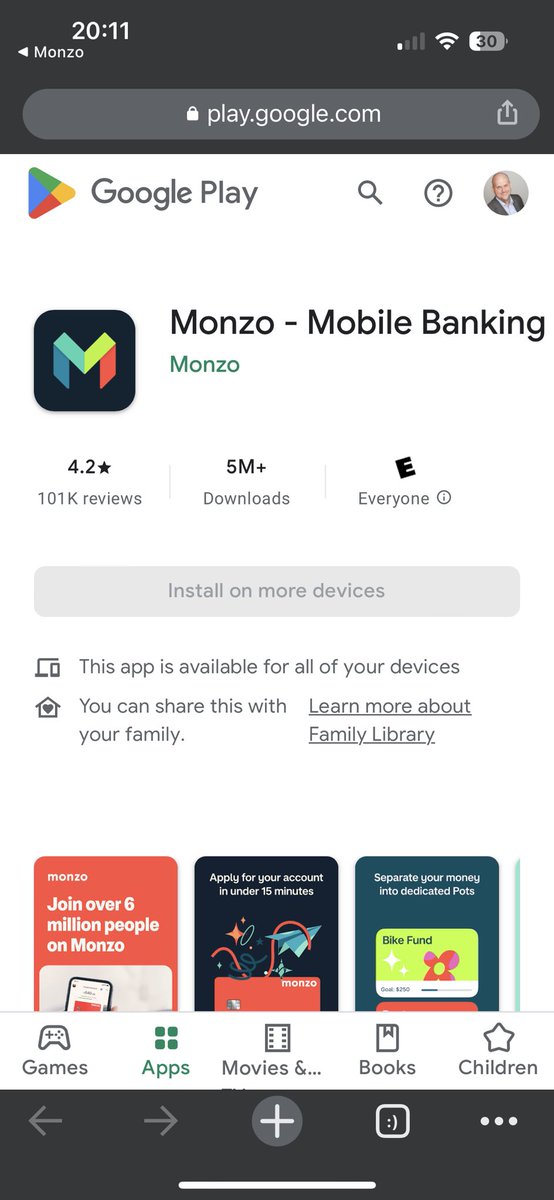 20:11
30
◀ Monzo
play.google.com
Google Play
Monzo - Mobile Banking
Monzo
4.2★
101K reviews
5M+
Downloads
E
Everyone
Install on more devices
This app is available for all of your devices
You can share this with
your family.
Learn more about
Family Library
monzo
Join over 6
million people
on Monzo
Apply for your account
in under 15 minutes
monzo
Separate your money
into dedicated Pots
Bike Fund
Goal: $250
Games
Apps
Movies &...
Books
Children
:)